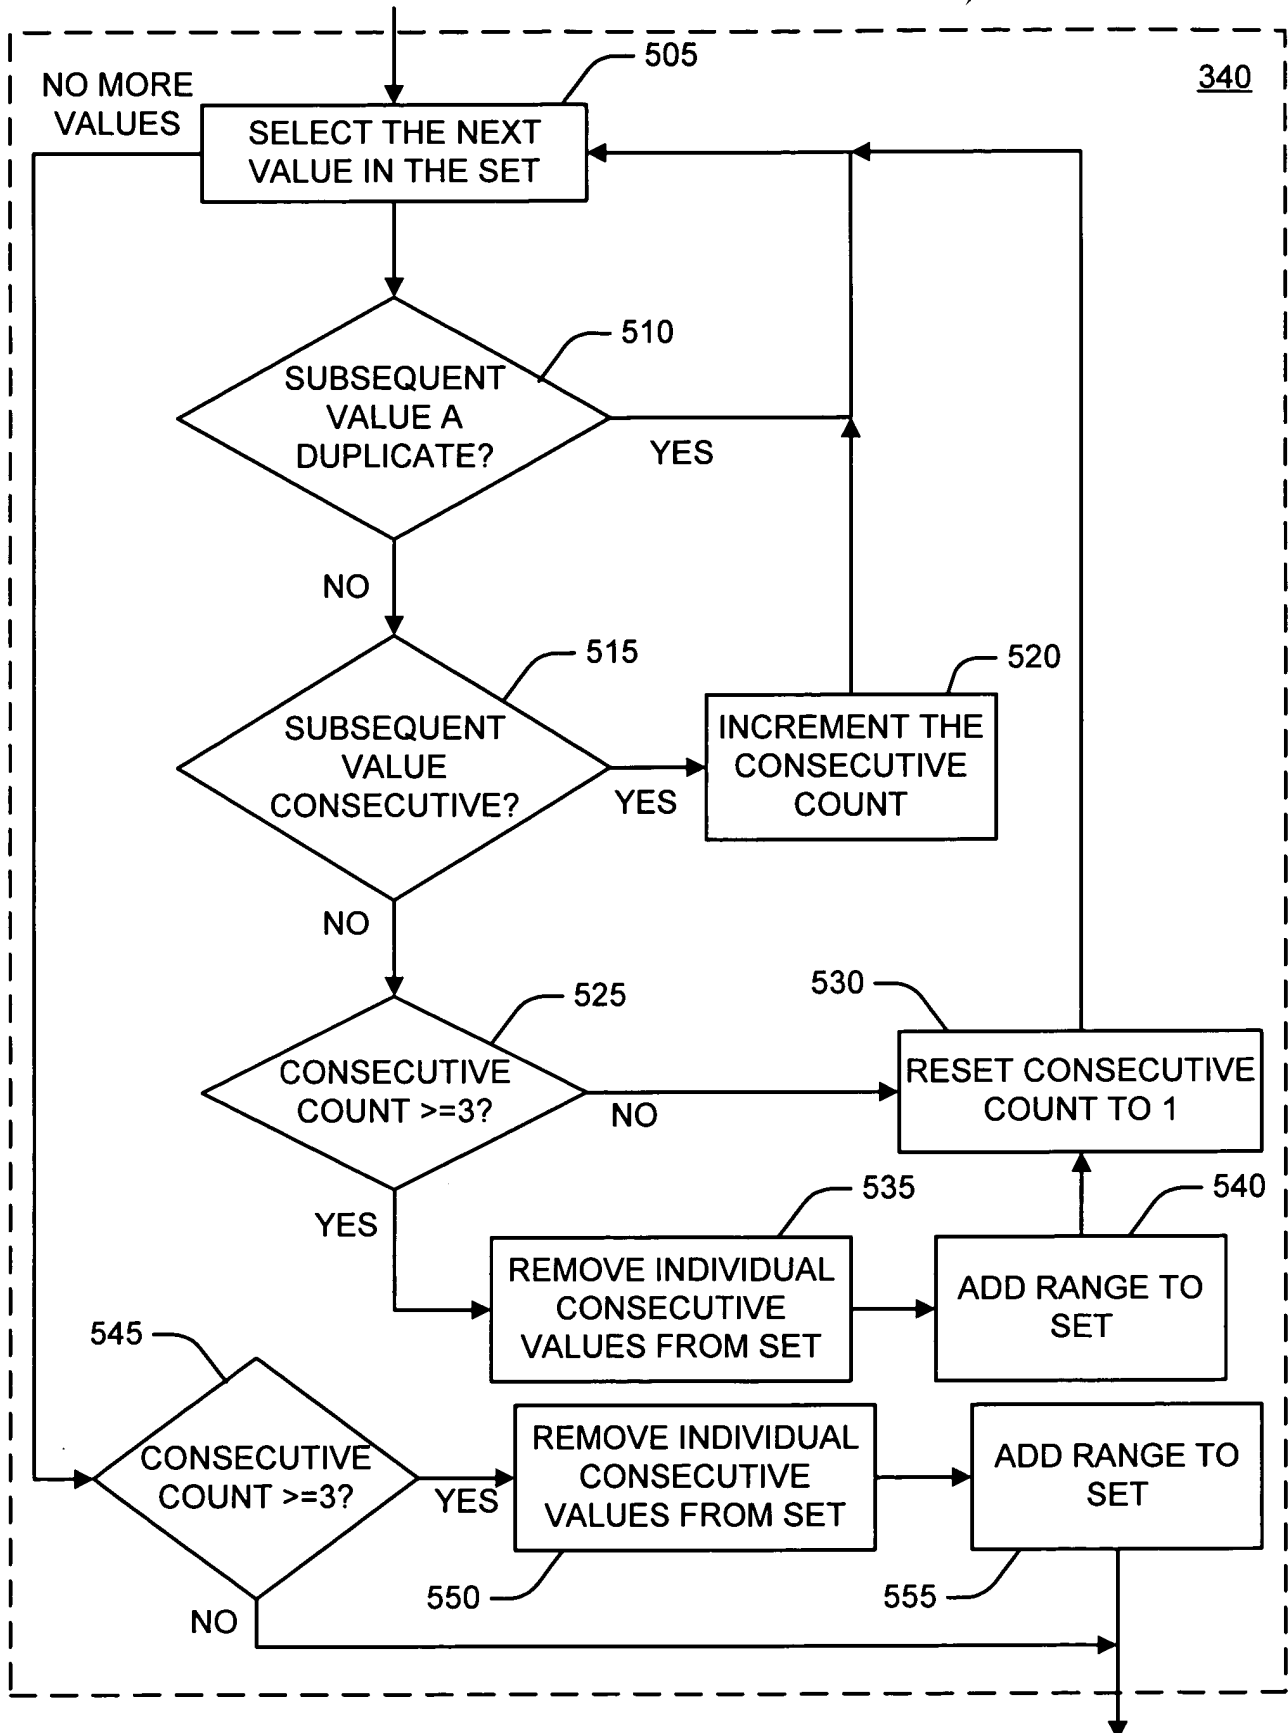 505
340
NO MORE
VALUES
SELECT THE NEXT
VALUE IN THE SET
510
SUBSEQUENT
VALUE A
DUPLICATE?
YES
NO
515
520
SUBSEQUENT
VALUE
CONSECUTIVE?
YES
INCREMENT THE
CONSECUTIVE
COUNT
NO
525
530
CONSECUTIVE
COUNT >=3?
NO
RESET CONSECUTIVE
COUNT TO 1
YES
535
540
REMOVE INDIVIDUAL
CONSECUTIVE
VALUES FROM SET
ADD RANGE TO
SET
545
CONSECUTIVE
COUNT >=3?
YES
REMOVE INDIVIDUAL
CONSECUTIVE
VALUES FROM SET
ADD RANGE TO
SET
550
555
NO